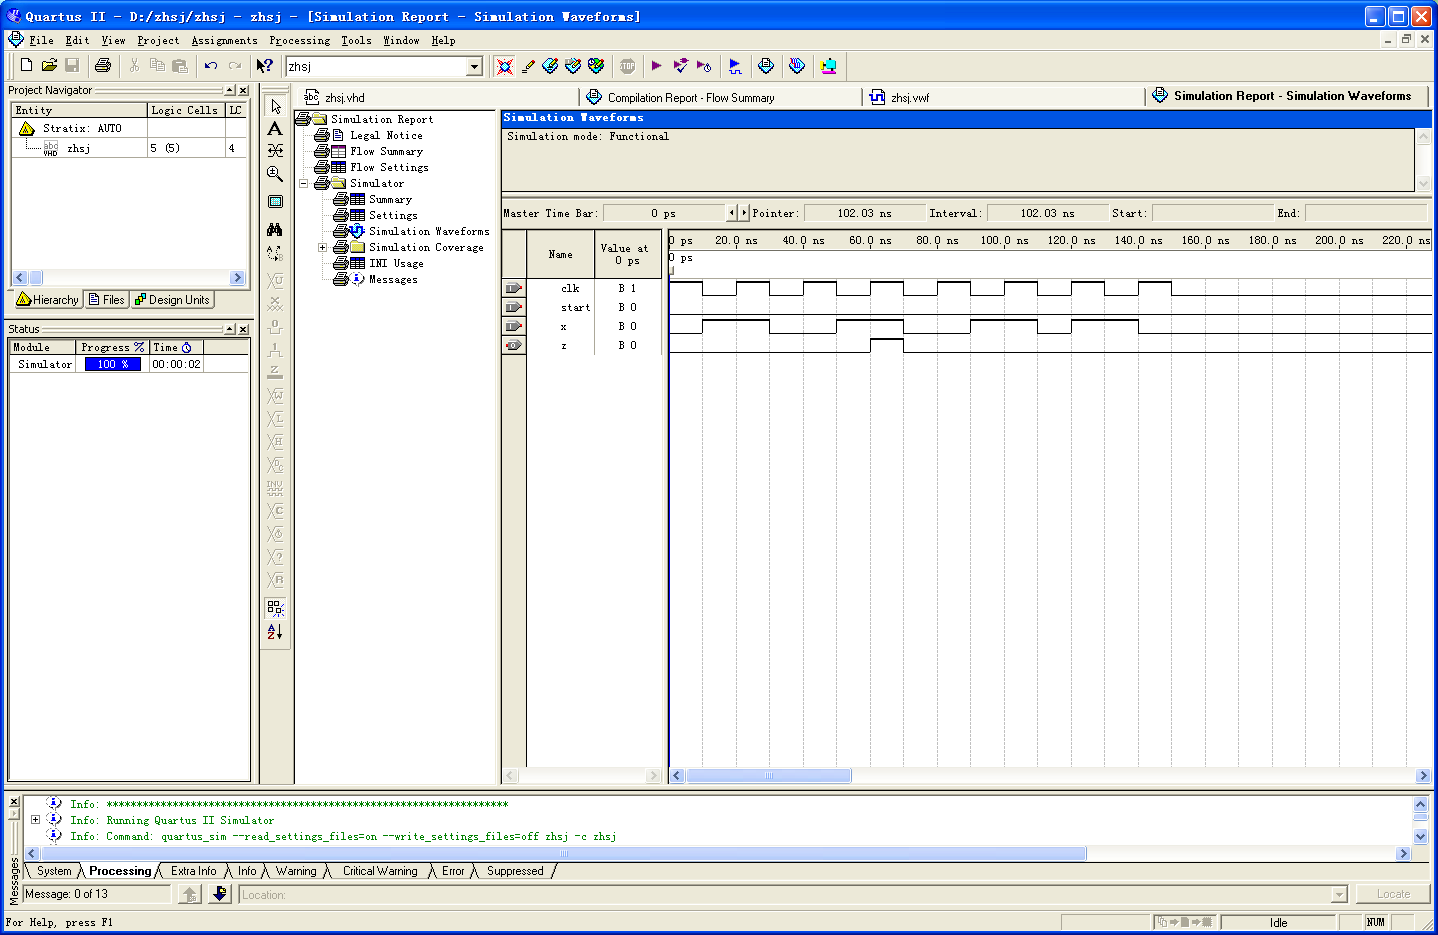 Quartus II - D:/zhsj/zhsj - zhsj - [Simulation Report - Simulation Waveforms]
File Edit View Project Assignments Processing Tools Window Help
zhsj
Project Navigator
Entity Logic Cells LC
Stratix: AUTO
abc VHD zhsj 5 (5) 4
Hierarchy Files Design Units
Status
Module Progress % Time
Simulator 100 % 00:00:02
abc zhsj.vhd Compilation Report - Flow Summary zhsj.vwf Simulation Report - Simulation Waveforms
Simulation Report
Legal Notice
Flow Summary
Flow Settings
Simulator
Summary
Settings
Simulation Waveforms
Simulation Coverage
INI Usage
Messages
Simulation Waveforms
Simulation mode: Functional
Master Time Bar: 0 ps Pointer: 102.03 ns Interval: 102.03 ns Start: End:
Name Value at 0 ps
0 ps 20.0 ns 40.0 ns 60.0 ns 80.0 ns 100.0 ns 120.0 ns 140.0 ns 160.0 ns 180.0 ns 200.0 ns 220.0 ns
0 ps
clk B 1
start B 0
x B 0
z B 0
Info: *******************************************************************
Info: Running Quartus II Simulator
Info: Command: quartus_sim --read_settings_files=on --write_settings_files=off zhsj -c zhsj
System Processing Extra Info Info Warning Critical Warning Error Suppressed
Messages
Message: 0 of 13 Location: Locate
For Help, press F1 Idle NUM